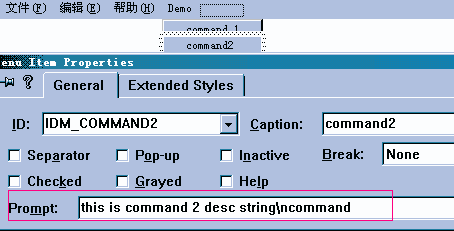 文件(F) 编辑(E) 帮助(H) Demo
command 1
command2
enu Item Properties
General Extended Styles
ID: IDM_COMMAND2 Caption: command2
Separator Pop-up Inactive Break: None
Checked Grayed Help
Prompt: this is command 2 desc string\ncommand